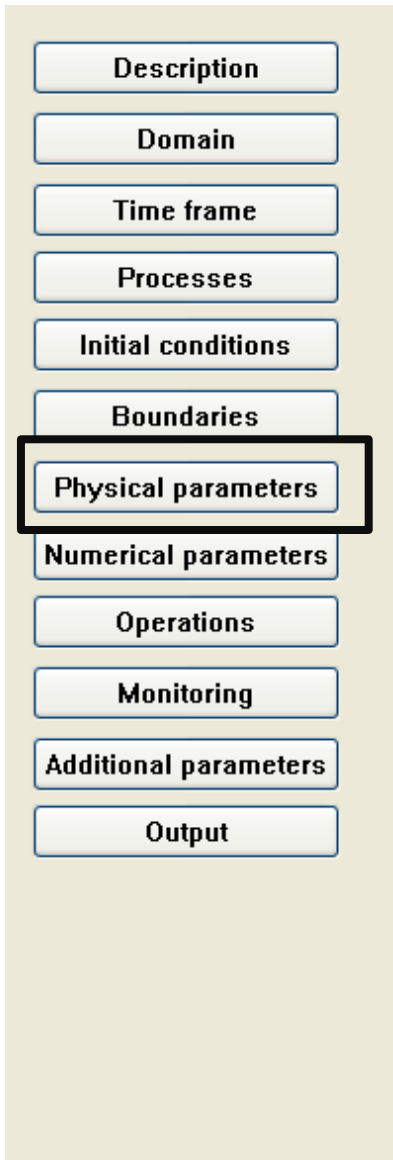 Description
Domain
Time frame
Processes
Initial conditions
Boundaries
Physical parameters
Numerical parameters
Operations
Monitoring
Additional parameters
Output